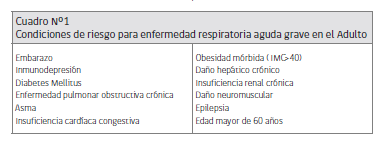 Cuadro Nº1
Condiciones de riesgo para enfermedad respiratoria aguda grave en el Adulto
Embarazo
Inmunodepresión
Diabetes Mellitus
Enfermedad pulmonar obstructiva crónica
Asma
Insuficiencia cardíaca congestiva
Obesidad mórbida (IMG›40)
Daño hepático crónico
Insuficiencia renal crónica
Daño neuromuscular
Epilepsia
Edad mayor de 60 años